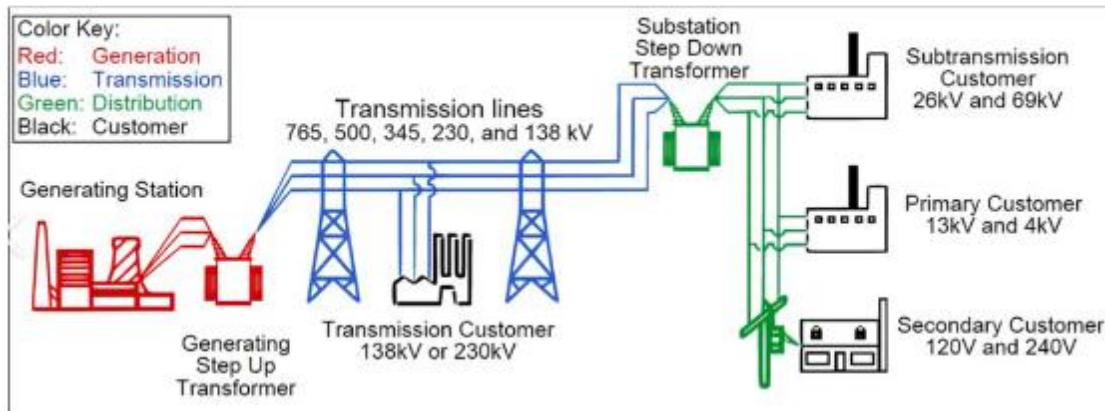 Color Key:
Red: Generation
Blue: Transmission
Green: Distribution
Black: Customer
Substation
Step Down
Transformer
Subtransmission
Customer
26kV and 69kV
Transmission lines
765, 500, 345, 230, and 138 kV
Generating Station
Primary Customer
13kV and 4kV
Transmission Customer
138kV or 230kV
Generating
Step Up
Transformer
Secondary Customer
120V and 240V